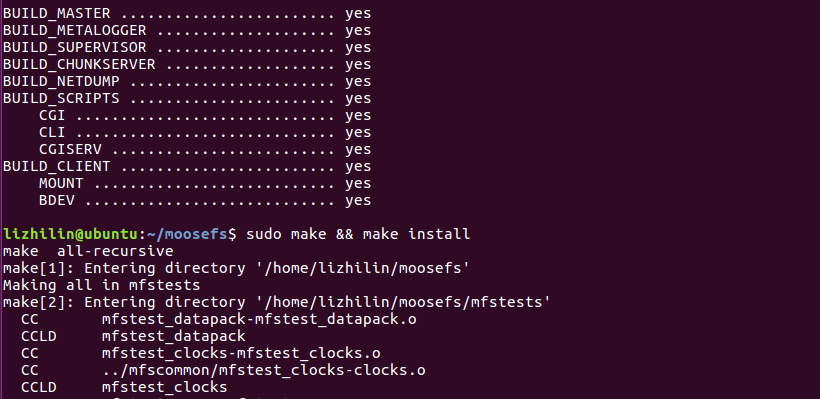 BUILD_MASTER ........................ yes
BUILD_METALOGGER .................... yes
BUILD_SUPERVISOR .................... yes
BUILD_CHUNKSERVER ................... yes
BUILD_NETDUMP ....................... yes
BUILD_SCRIPTS ....................... yes
    CGI ............................. yes
    CLI ............................. yes
    CGISERV ......................... yes
BUILD_CLIENT ........................ yes
    MOUNT ........................... yes
    BDEV ............................ yes
lizhilin@ubuntu:~/moosefs$ sudo make && make install
make  all-recursive
make[1]: Entering directory '/home/lizhilin/moosefs'
Making all in mfstests
make[2]: Entering directory '/home/lizhilin/moosefs/mfstests'
  CC       mfstest_datapack-mfstest_datapack.o
  CCLD     mfstest_datapack
  CC       mfstest_clocks-mfstest_clocks.o
  CC       ../mfscommon/mfstest_clocks-clocks.o
  CCLD     mfstest_clocks